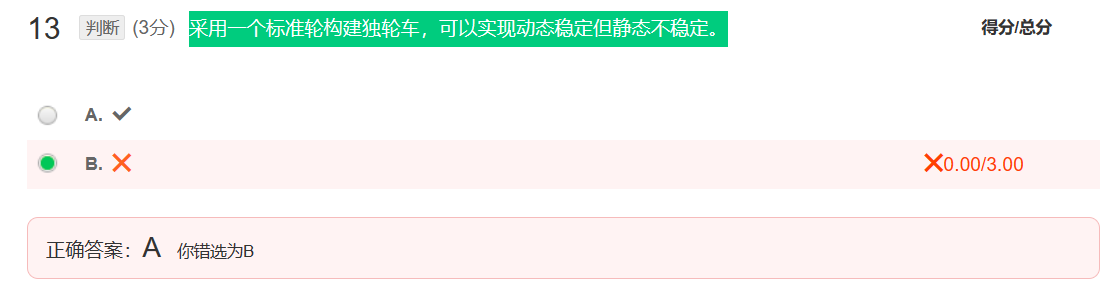 13 判断 (3分) 采用一个标准轮构建独轮车，可以实现动态稳定但静态不稳定。 得分/总分
A.
B. 0.00/3.00
正确答案：A 你错选为B